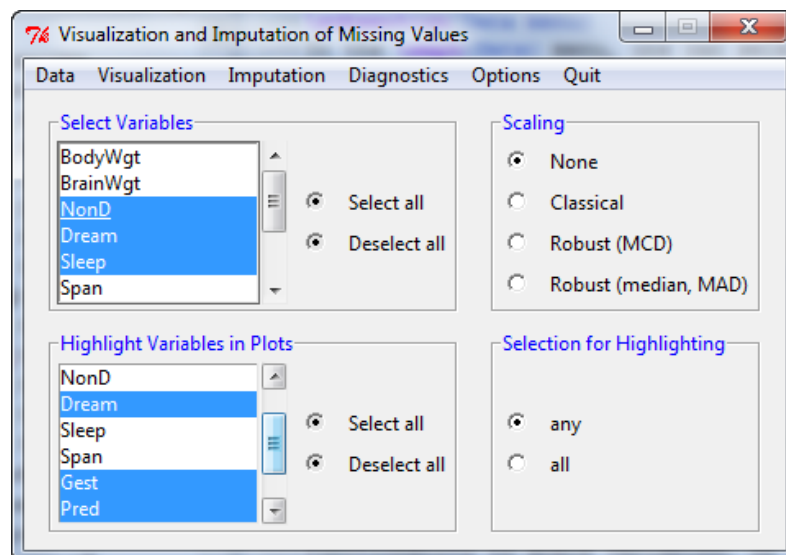 Visualization and Imputation of Missing Values
Data Visualization Imputation Diagnostics Options Quit
Select Variables
BodyWgt
BrainWgt
NonD
Dream
Sleep
Span
Select all
Deselect all
Scaling
None
Classical
Robust (MCD)
Robust (median, MAD)
Highlight Variables in Plots
NonD
Dream
Sleep
Span
Gest
Pred
Select all
Deselect all
Selection for Highlighting
any
all